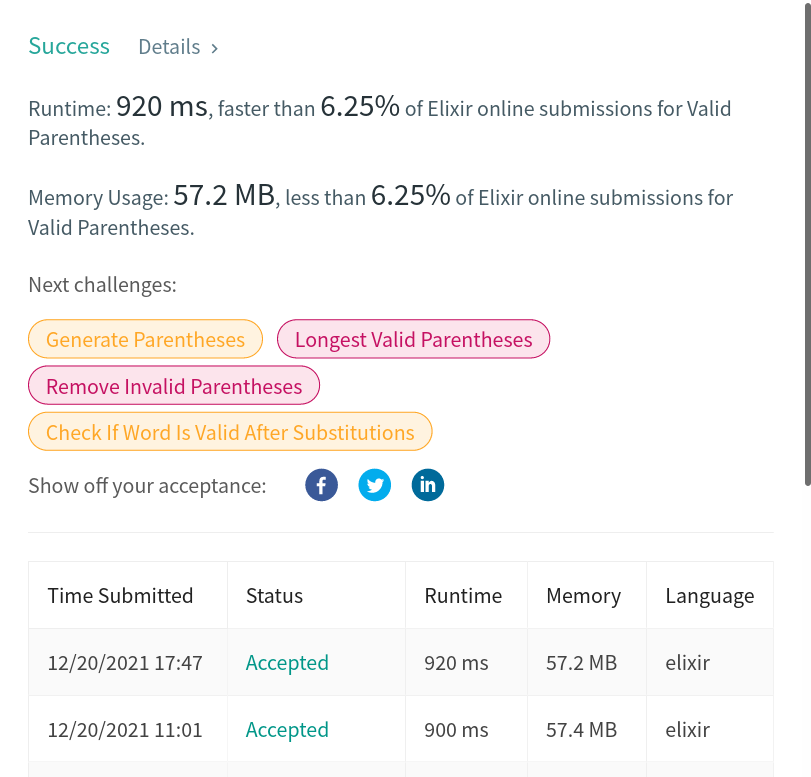 Success Details >
Runtime: 920 ms, faster than 6.25% of Elixir online submissions for Valid
Parentheses.
Memory Usage: 57.2 MB, less than 6.25% of Elixir online submissions for
Valid Parentheses.
Next challenges:
Generate Parentheses Longest Valid Parentheses
Remove Invalid Parentheses
Check If Word Is Valid After Substitutions
Show off your acceptance: f in
Time Submitted Status Runtime Memory Language
12/20/2021 17:47 Accepted 920 ms 57.2 MB elixir
12/20/2021 11:01 Accepted 900 ms 57.4 MB elixir